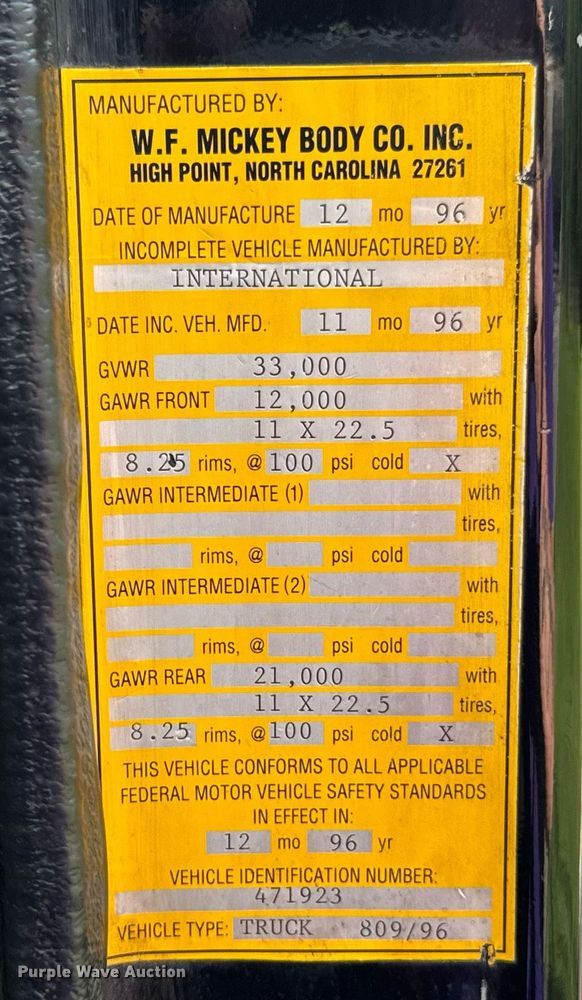 MANUFACTURED BY:
W.F. MICKEY BODY CO. INC.
HIGH POINT, NORTH CAROLINA 27261
DATE OF MANUFACTURE 12 mo 96 yr
INCOMPLETE VEHICLE MANUFACTURED BY:
INTERNATIONAL
DATE INC. VEH. MFD. 11 mo 96 yr
GVWR 33,000
GAWR FRONT 12,000 with
11 X 22.5 tires,
8.25 rims, @ 100 psi cold X
GAWR INTERMEDIATE (1) with
tires,
rims, @ psi cold
GAWR INTERMEDIATE (2) with
tires,
rims, @ psi cold
GAWR REAR 21,000 with
11 X 22.5 tires,
8.25 rims, @ 100 psi cold X
THIS VEHICLE CONFORMS TO ALL APPLICABLE
FEDERAL MOTOR VEHICLE SAFETY STANDARDS
IN EFFECT IN:
12 mo 96 yr
VEHICLE IDENTIFICATION NUMBER:
471923
VEHICLE TYPE: TRUCK 809/96
Purple Wave Auction